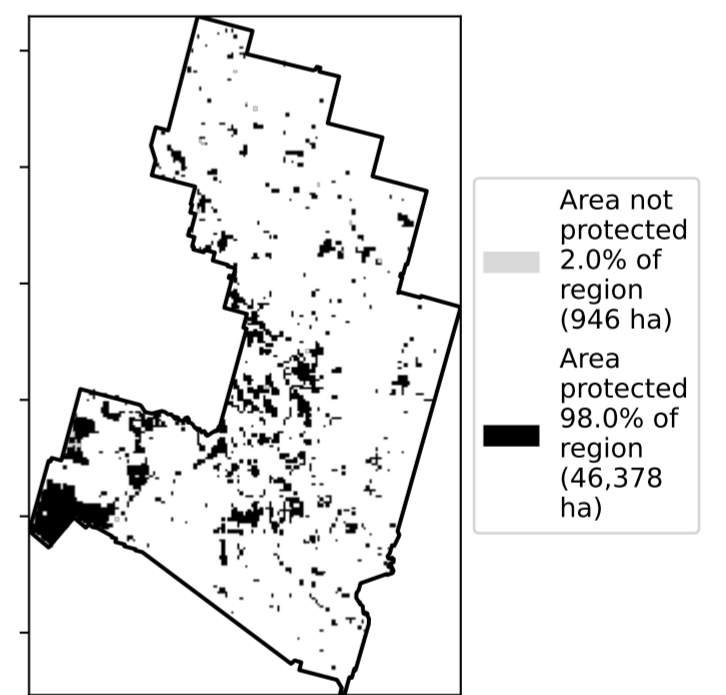 Area not
protected
2.0% of
region
(946 ha)
Area
protected
98.0% of
region
(46,378
ha)